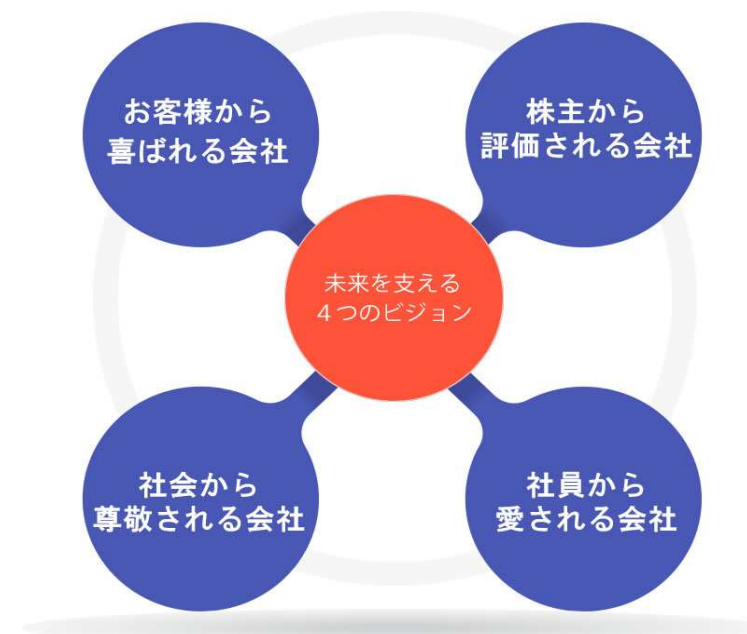 お客様から
喜ばれる会社
株主から
評価される会社
未来を支える
４つのビジョン
社会から
尊敬される会社
社員から
愛される会社